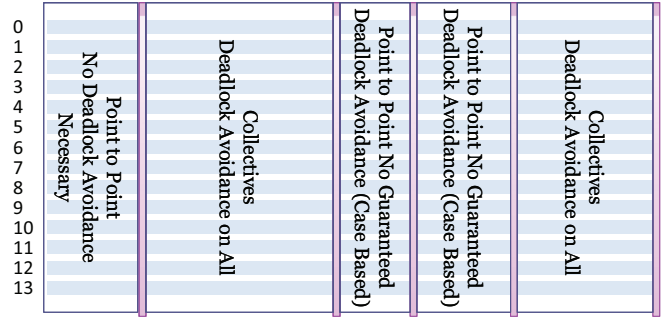 0
1
2
3
4
5
6
7
8
9
10
11
12
13
Point to Point
No Deadlock Avoidance
Necessary
Collectives
Deadlock Avoidance on All
Point to Point No Guaranteed
Deadlock Avoidance (Case Based)
Point to Point No Guaranteed
Deadlock Avoidance (Case Based)
Collectives
Deadlock Avoidance on All